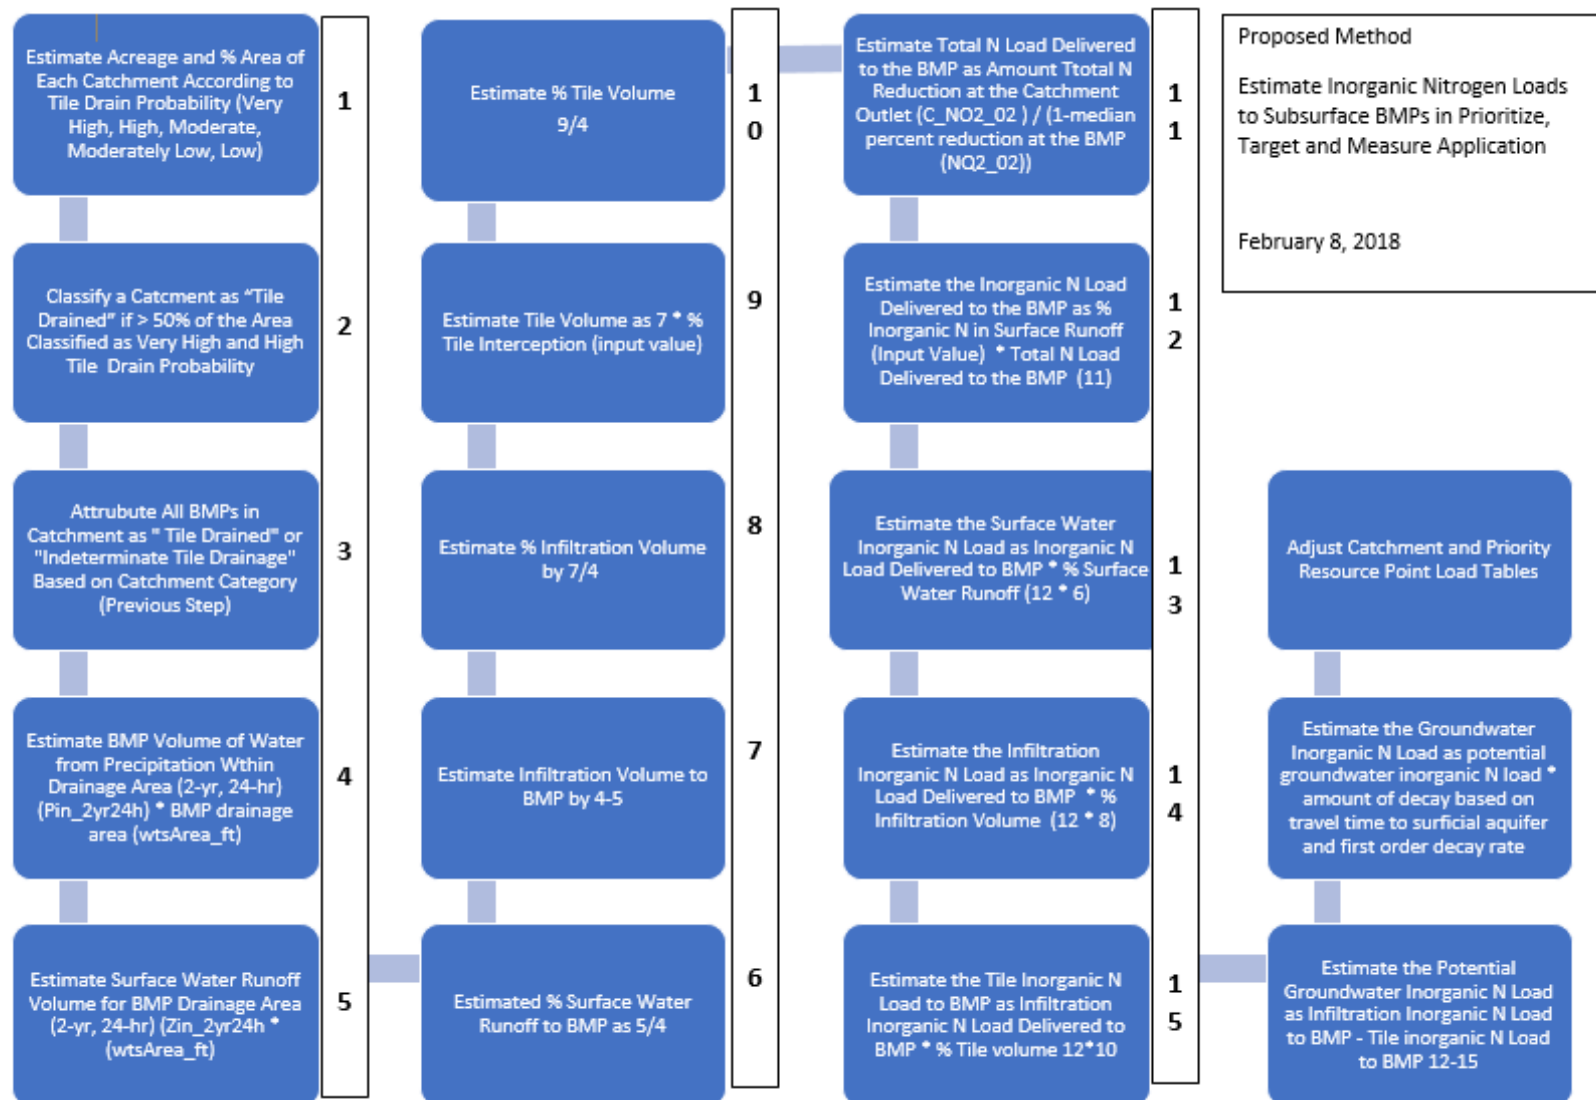 Estimate Acreage and % Area of
Each Catchment According to
Tile Drain Probability (Very
High, High, Moderate,
Moderately Low, Low)
1
Classify a Catcment as “Tile
Drained” if > 50% of the Area
Classified as Very High and High
Tile Drain Probability
2
Attrubute All BMPs in
Catchment as " Tile Drained" or
"Indeterminate Tile Drainage"
Based on Catchment Category
(Previous Step)
3
Estimate BMP Volume of Water
from Precipitation Wthin
Drainage Area (2-yr, 24-hr)
(Pin_2yr24h) * BMP drainage
area (wtsArea_ft)
4
Estimate Surface Water Runoff
Volume for BMP Drainage Area
(2-yr, 24-hr) (Zin_2yr24h *
(wtsArea_ft)
5
Estimated % Surface Water
Runoff to BMP as 5/4
6
Estimate Infiltration Volume to
BMP by 4-5
7
Estimate % Infiltration Volume
by 7/4
8
Estimate Tile Volume as 7 * %
Tile Interception (input value)
9
Estimate % Tile Volume
9/4
1
0
Estimate Total N Load Delivered
to the BMP as Amount Ttotal N
Reduction at the Catchment
Outlet (C_NO2_02 ) / (1-median
percent reduction at the BMP
(NQ2_02))
1
1
Estimate the Inorganic N Load
Delivered to the BMP as %
Inorganic N in Surface Runoff
(Input Value) * Total N Load
Delivered to the BMP (11)
1
2
Estimate the Surface Water
Inorganic N Load as Inorganic N
Load Delivered to BMP * % Surface
Water Runoff (12 * 6)
1
3
Estimate the Infiltration
Inorganic N Load as Inorganic N
Load Delivered to BMP * %
Infiltration Volume (12 * 8)
1
4
Estimate the Tile Inorganic N
Load to BMP as Infiltration
Inorganic N Load Delivered to
BMP * % Tile volume 12*10
1
5
Estimate the Potential
Groundwater Inorganic N Load
as Infiltration Inorganic N Load
to BMP - Tile inorganic N Load
to BMP 12-15
Estimate the Groundwater
Inorganic N Load as potential
groundwater inorganic N load *
amount of decay based on
travel time to surficial aquifer
and first order decay rate
Adjust Catchment and Priority
Resource Point Load Tables
Proposed Method
Estimate Inorganic Nitrogen Loads
to Subsurface BMPs in Prioritize,
Target and Measure Application
February 8, 2018